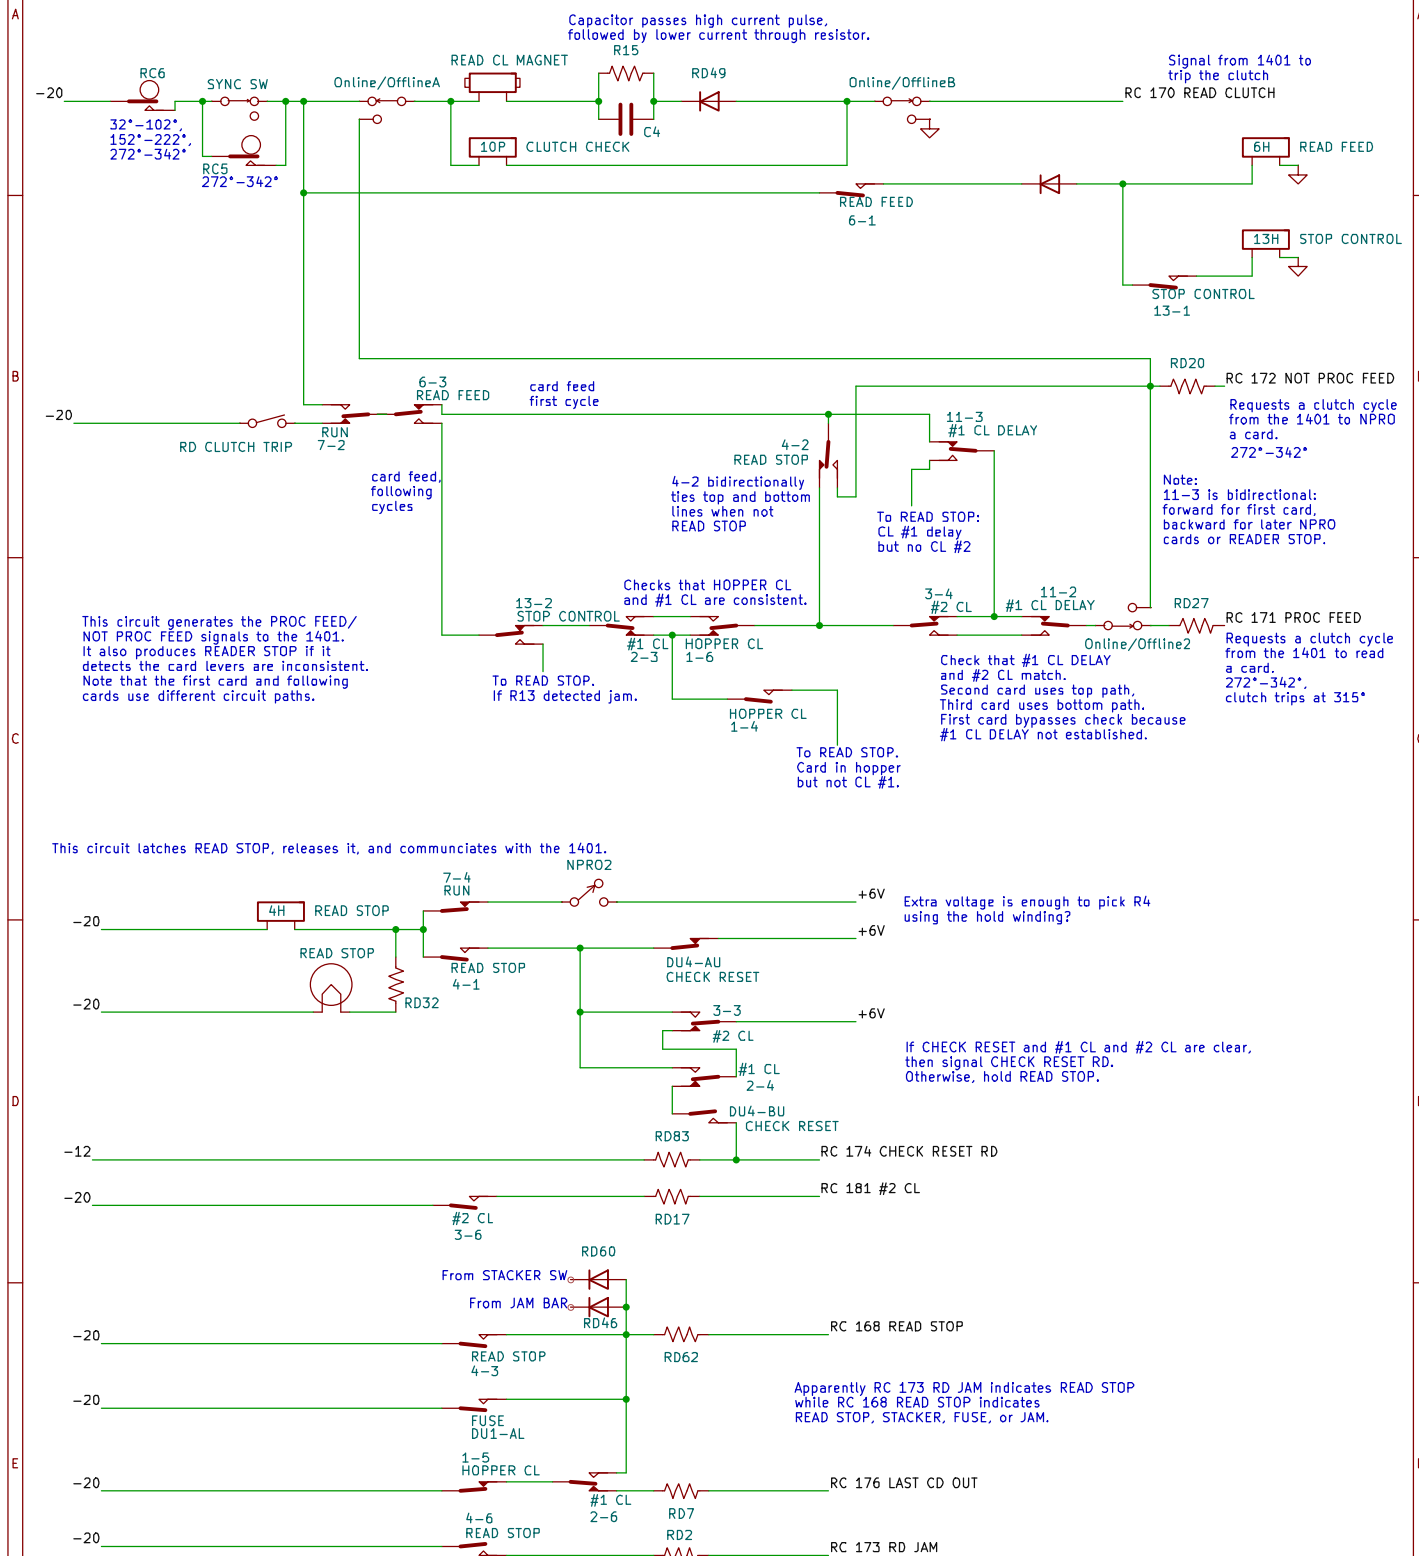 A
Capacitor passes high current pulse,
followed by lower current through resistor.
R15
READ CL MAGNET
RD49
RC6
SYNC SW
Online/OfflineA
Online/OfflineB
Signal from 1401 to
trip the clutch
-20
RC 170 READ CLUTCH
32°-102°,
152°-222°,
272°-342°
C4
10P
CLUTCH CHECK
6H
READ FEED
RC5
272°-342°
READ FEED
6-1
13H
STOP CONTROL
STOP CONTROL
13-1
RD20
B
6-3
READ FEED
card feed
first cycle
RC 172 NOT PROC FEED
-20
Requests a clutch cycle
from the 1401 to NPRO
a card.
272°-342°
RD CLUTCH TRIP
RUN
7-2
11-3
#1 CL DELAY
4-2
READ STOP
card feed,
following
cycles
4-2 bidirectionally
ties top and bottom
lines when not
READ STOP
Note:
11-3 is bidirectional:
forward for first card,
backward for later NPRO
cards or READER STOP.
To READ STOP:
CL #1 delay
but no CL #2
Checks that HOPPER CL
and #1 CL are consistent.
13-2
STOP CONTROL
3-4
#2 CL
11-2
#1 CL DELAY
RD27
RC 171 PROC FEED
This circuit generates the PROC FEED/
NOT PROC FEED signals to the 1401.
It also produces READER STOP if it
detects the card levers are inconsistent.
Note that the first card and following
cards use different circuit paths.
#1 CL
2-3
HOPPER CL
1-6
Online/Offline2
Requests a clutch cycle
from the 1401 to read
a card.
272°-342°,
clutch trips at 315°
To READ STOP.
If R13 detected jam.
Check that #1 CL DELAY
and #2 CL match.
Second card uses top path,
Third card uses bottom path.
First card bypasses check because
#1 CL DELAY not established.
HOPPER CL
1-4
C
To READ STOP.
Card in hopper
but not CL #1.
This circuit latches READ STOP, releases it, and communciates with the 1401.
NPRO2
7-4
RUN
+6V
4H
READ STOP
Extra voltage is enough to pick R4
using the hold winding?
-20
+6V
READ STOP
READ STOP
4-1
DU4-AU
CHECK RESET
-20
RD32
3-3
+6V
#2 CL
If CHECK RESET and #1 CL and #2 CL are clear,
then signal CHECK RESET RD.
Otherwise, hold READ STOP.
#1 CL
2-4
D
DU4-BU
CHECK RESET
RD83
-12
RC 174 CHECK RESET RD
-20
RC 181 #2 CL
#2 CL
3-6
RD17
RD60
From STACKER SW
From JAM BAR
RD46
-20
RC 168 READ STOP
READ STOP
4-3
RD62
Apparently RC 173 RD JAM indicates READ STOP
while RC 168 READ STOP indicates
READ STOP, STACKER, FUSE, or JAM.
-20
FUSE
DU1-AL
E
1-5
HOPPER CL
-20
RC 176 LAST CD OUT
#1 CL
2-6
RD7
4-6
READ STOP
RD2
-20
RC 173 RD JAM